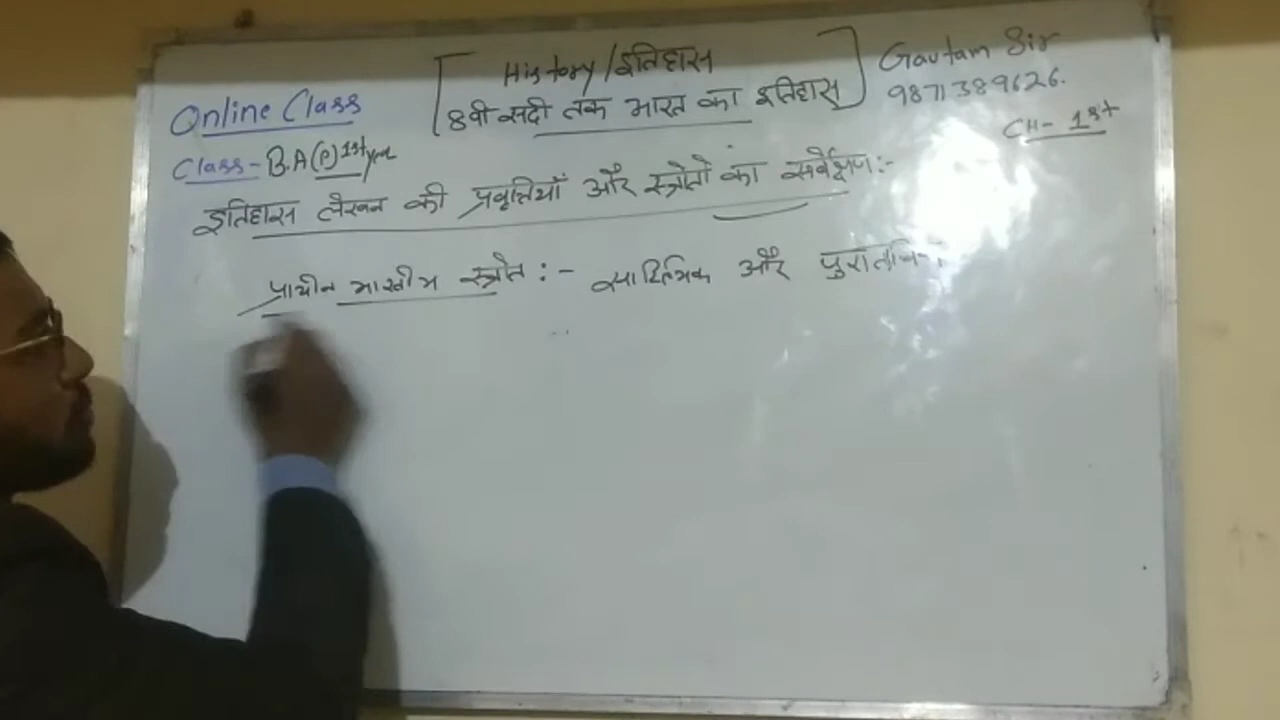 History/इतिहास
Gautam Sir
Online Class
8वी सदी तक भारत का इतिहास
9871389626.
CH- 1st
Class- B.A(P) 1st year
इतिहास लेखन की प्रवृत्तियाँ और स्त्रोतों का सर्वेक्षण:-
प्राचीन भारतीय स्त्रोत :- साहित्यिक और